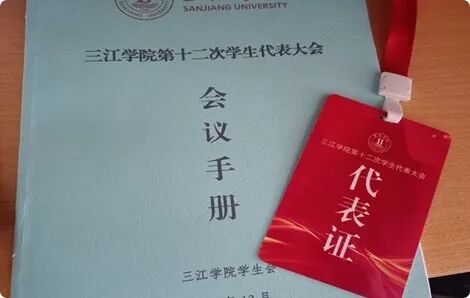 SANJIANG UNIVERSITY
三江学院第十二次学生代表大会
会议手册
三江学院学生会
三江学院第十二次学生代表大会
代表证